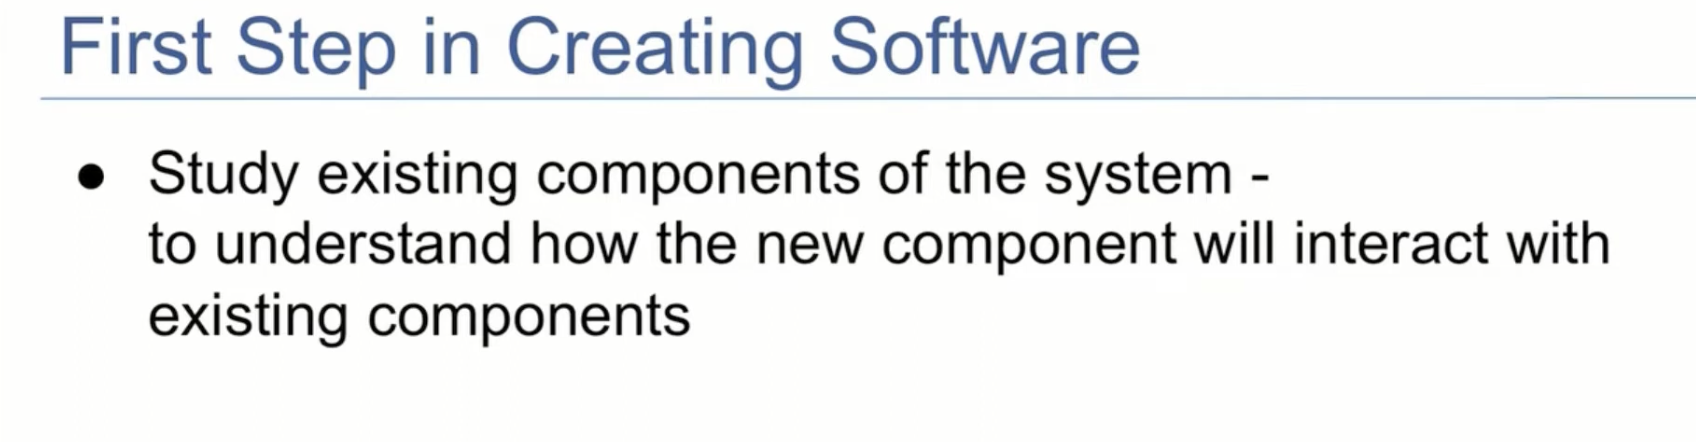 First Step in Creating Software
● Study existing components of the system -
to understand how the new component will interact with
existing components